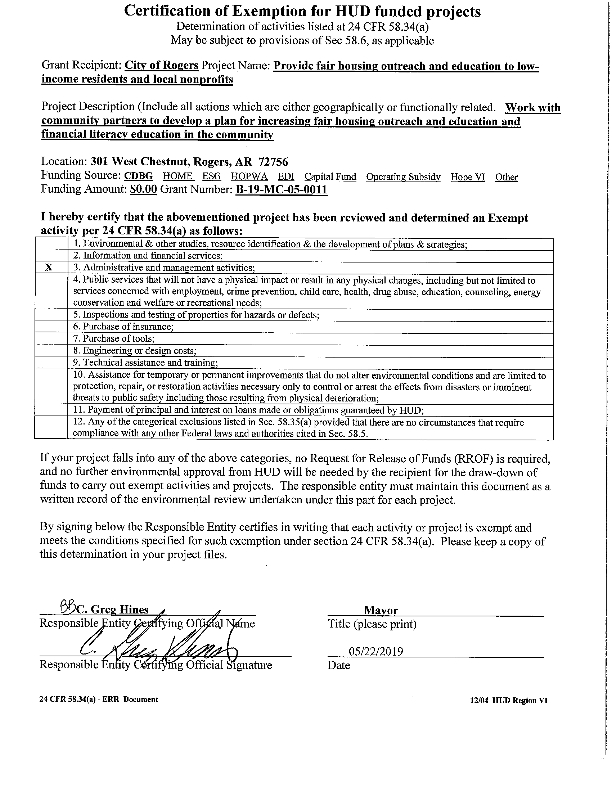 Certification of Exemption for HUD funded projects
Determination of activities listed at 24 CFR 58.34(a)
May be subject to provisions of Sec 58.6, as applicable
Grant Recipient: City of Rogers Project Name: Provide fair housing outreach and education to low-
income residents and local nonprofits
Project Description (Include all actions which are either geographically or functionally related. Work with
community partners to develop a plan for increasing fair housing outreach and education and
financial literacy education in the community
Location: 301 West Chestnut, Rogers, AR 72756
Funding Source: CDBG HOME ESG HOPWA EDI Capital Fund Operating Subsidy Hope VI Other
Funding Amount: $0.00 Grant Number: B-19-MC-05-0011
I hereby certify that the abovementioned project has been reviewed and determined an Exempt
activity per 24 CFR 58.34(a) as follows:
1. Environmental & other studies, resource identification & the development of plans & strategies;
2. Information and financial services;
X 3. Administrative and management activities;
4. Public services that will not have a physical impact or result in any physical changes, including but not limited to
services concerned with employment, crime prevention, child care, health, drug abuse, education, counseling, energy
conservation and welfare or recreational needs;
5. Inspections and testing of properties for hazards or defects;
6. Purchase of insurance;
7. Purchase of tools;
8. Engineering or design costs;
9. Technical assistance and training;
10. Assistance for temporary or permanent improvements that do not alter environmental conditions and are limited to
protection, repair, or restoration activities necessary only to control or arrest the effects from disasters or imminent
threats to public safety including those resulting from physical deterioration;
11. Payment of principal and interest on loans made or obligations guaranteed by HUD;
12. Any of the categorical exclusions listed in Sec. 58.35(a) provided that there are no circumstances that require
compliance with any other Federal laws and authorities cited in Sec. 58.5.
If your project falls into any of the above categories, no Request for Release of Funds (RROF) is required,
and no further environmental approval from HUD will be needed by the recipient for the draw-down of
funds to carry out exempt activities and projects. The responsible entity must maintain this document as a
written record of the environmental review undertaken under this part for each project.
By signing below the Responsible Entity certifies in writing that each activity or project is exempt and
meets the conditions specified for such exemption under section 24 CFR 58.34(a). Please keep a copy of
this determination in your project files.
C. Greg Hines Mayor
Responsible Entity Certifying Official Name Title (please print)
C. Greg Hines 05/22/2019
Responsible Entity Certifying Official Signature Date
24 CFR 58.34(a) - ERR Document 12/04 HUD Region VI